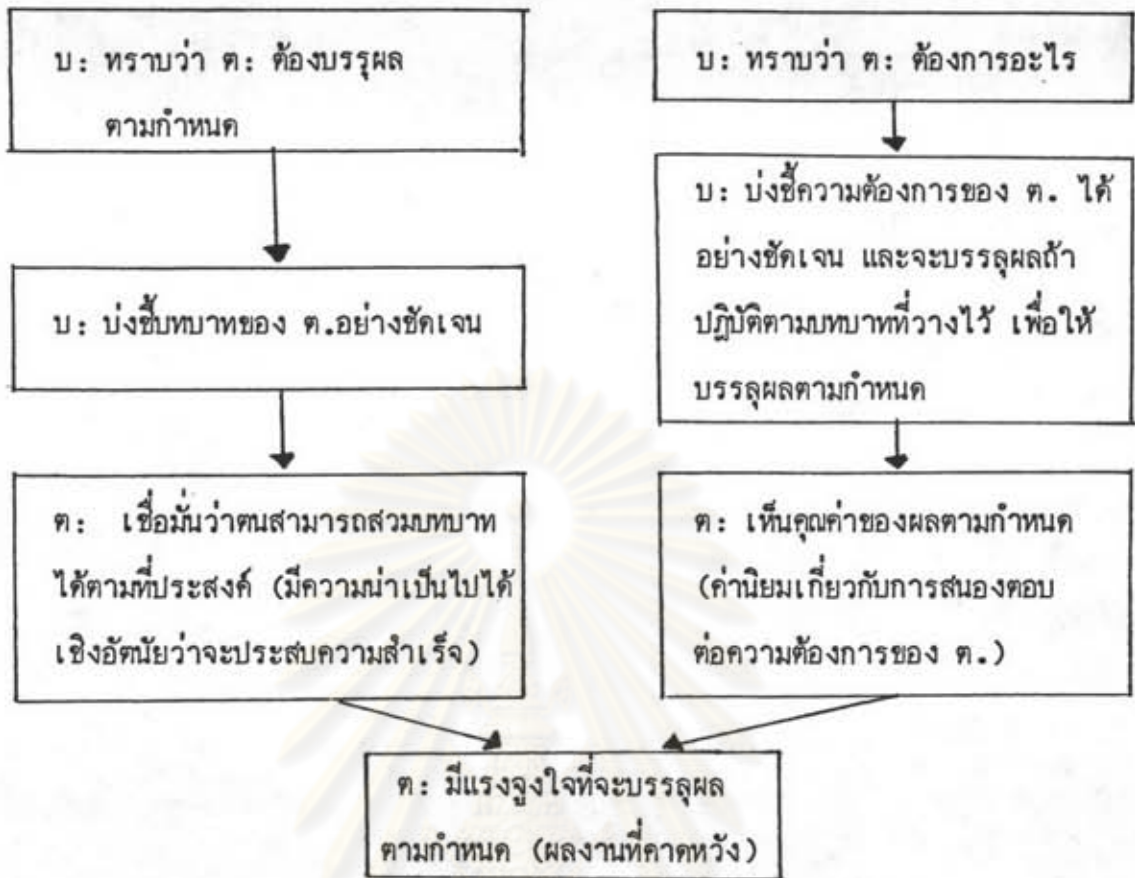 บ: ทราบว่า ต: ต้องบรรุผล
ตามกำหนด
บ: บ่งชี้บทบาทของ ต.อย่างชัดเจน
ต: เชื่อมั่นว่าตนสามารถสวมบทบาท
ได้ตามที่ประสงค์ (มีความน่าเป็นไปได้
เชิงอัตนัยว่าจะประสบความสำเร็จ)
บ: ทราบว่า ต: ต้องการอะไร
บ: บ่งชี้ความต้องการของ ต. ได้
อย่างชัดเจน และจะบรรลุผลถ้า
ปฏิบัติตามบทบาทที่วางไว้ เพื่อให้
บรรลุผลตามกำหนด
ต: เห็นคุณค่าของผลตามกำหนด
(ค่านิยมเกี่ยวกับการสนองตอบ
ต่อความต้องการของ ต.)
ต: มีแรงจูงใจที่จะบรรลุผล
ตามกำหนด (ผลงานที่คาดหวัง)